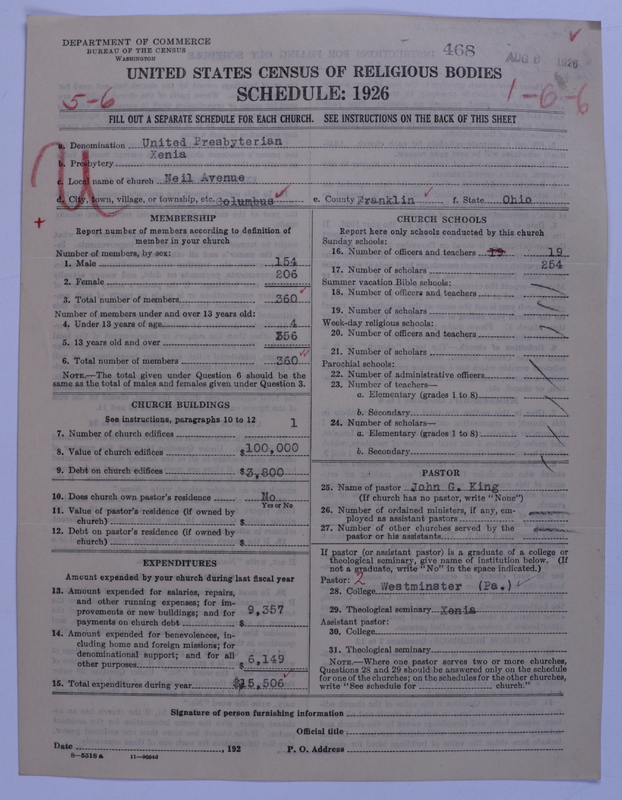 DEPARTMENT OF COMMERCE
BUREAU OF THE CENSUS
WASHINGTON
468
AUG 6 1926
UNITED STATES CENSUS OF RELIGIOUS BODIES
SCHEDULE: 1926
5-6
1-6-6
FILL OUT A SEPARATE SCHEDULE FOR EACH CHURCH. SEE INSTRUCTIONS ON THE BACK OF THIS SHEET
a. Denomination United Presbyterian
b. Presbytery Xenia
c. Local name of church Neil Avenue
d. City, town, village, or township, etc. Columbus e. County Franklin f. State Ohio
MEMBERSHIP
Report number of members according to definition of
member in your church
Number of members, by sex:
1. Male 154
2. Female 206
3. Total number of members 360
Number of members under and over 13 years old:
4. Under 13 years of age 4
5. 13 years old and over 356
6. Total number of members 360
NOTE.—The total given under Question 6 should be the
same as the total of males and females given under Question 3.
CHURCH BUILDINGS
See instructions, paragraphs 10 to 12
7. Number of church edifices 1
8. Value of church edifices $100,000
9. Debt on church edifices $3,800
10. Does church own pastor's residence No
Yes or No
11. Value of pastor's residence (if owned by
church) $
12. Debt on pastor's residence (if owned by
church) $
EXPENDITURES
Amount expended by your church during last fiscal year
13. Amount expended for salaries, repairs,
and other running expenses; for im-
provements or new buildings; and for
payments on church debt $ 9,357
14. Amount expended for benevolences, in-
cluding home and foreign missions; for
denominational support; and for all
other purposes $ 6,149
15. Total expenditures during year $15,506
CHURCH SCHOOLS
Report here only schools conducted by this church
Sunday schools:
16. Number of officers and teachers 19 19
17. Number of scholars 254
Summer vacation Bible schools:
18. Number of officers and teachers
19. Number of scholars
Week-day religious schools:
20. Number of officers and teachers
21. Number of scholars
Parochial schools:
22. Number of administrative officers
23. Number of teachers—
a. Elementary (grades 1 to 8)
b. Secondary
24. Number of scholars—
a. Elementary (grades 1 to 8)
b. Secondary
PASTOR
25. Name of pastor John G. King
(If church has no pastor, write "None")
26. Number of ordained ministers, if any, em-
ployed as assistant pastors
27. Number of other churches served by the
pastor or his assistants
If pastor (or assistant pastor) is a graduate of a college or
theological seminary, give name of institution below. (If
not a graduate, write "No" in the space indicated.)
Pastor: 2
28. College Westminster (Pa.)
29. Theological seminary Xenia
Assistant pastor:
30. College
31. Theological seminary
NOTE.—Where one pastor serves two or more churches,
Questions 28 and 29 should be answered only on the schedule
for one of the churches; on the schedules for the other churches,
write "See schedule for church."
Signature of person furnishing information
Official title
Date , 192 P. O. Address
8-5518 a